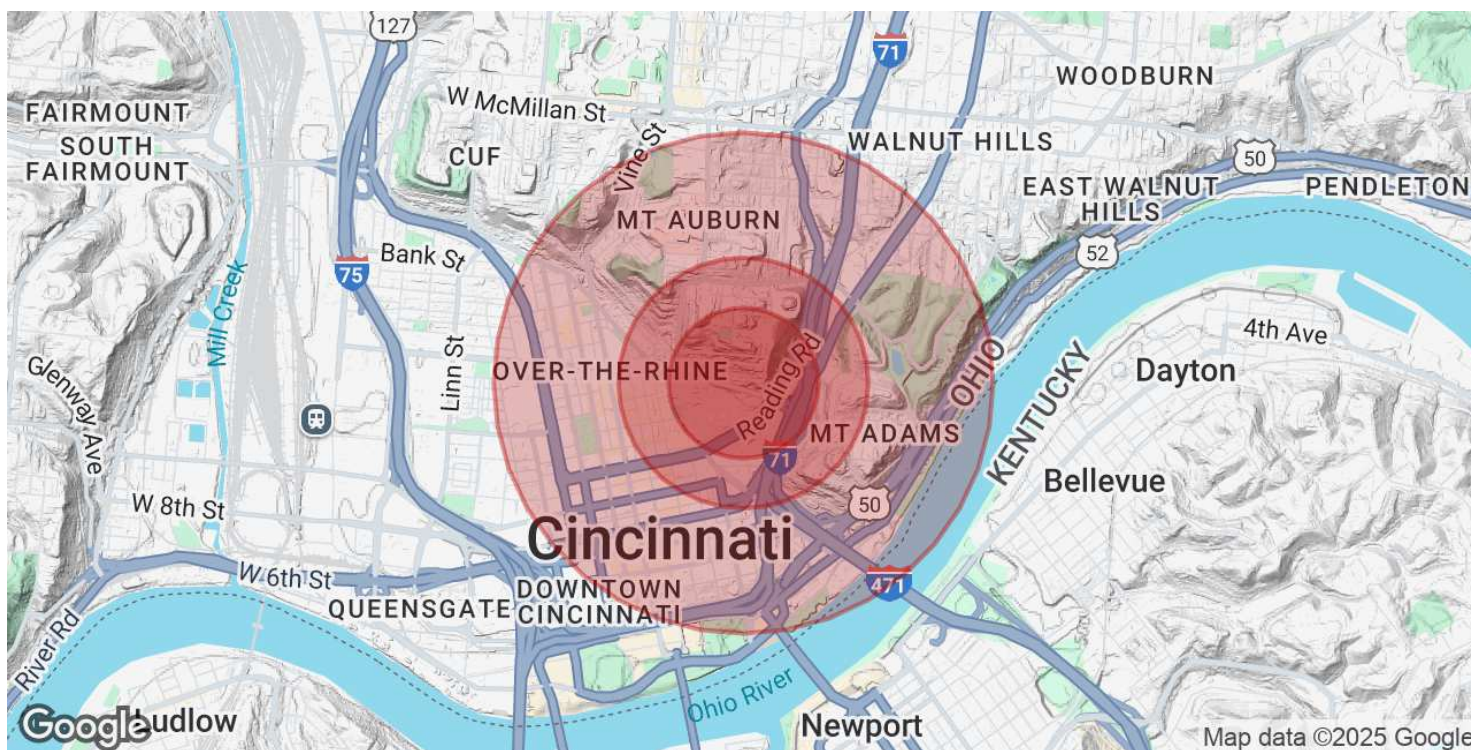 127
71
WOODBURN
FAIRMOUNT
W McMillan St
SOUTH
FAIRMOUNT
CUF
Vine St
WALNUT HILLS
50
EAST WALNUT
HILLS
PENDLETON
MT AUBURN
52
Bank St
75
Mill Creek
4th Ave
Linn St
OVER-THE-RHINE
Reading Rd
OHIO
KENTUCKY
Dayton
Glenway Ave
MT ADAMS
71
Bellevue
50
W 8th St
Cincinnati
W 6th St
DOWNTOWN
CINCINNATI
QUEENSGATE
471
River Rd
Ohio River
Google
Ludlow
Newport
Map data ©2025 Google